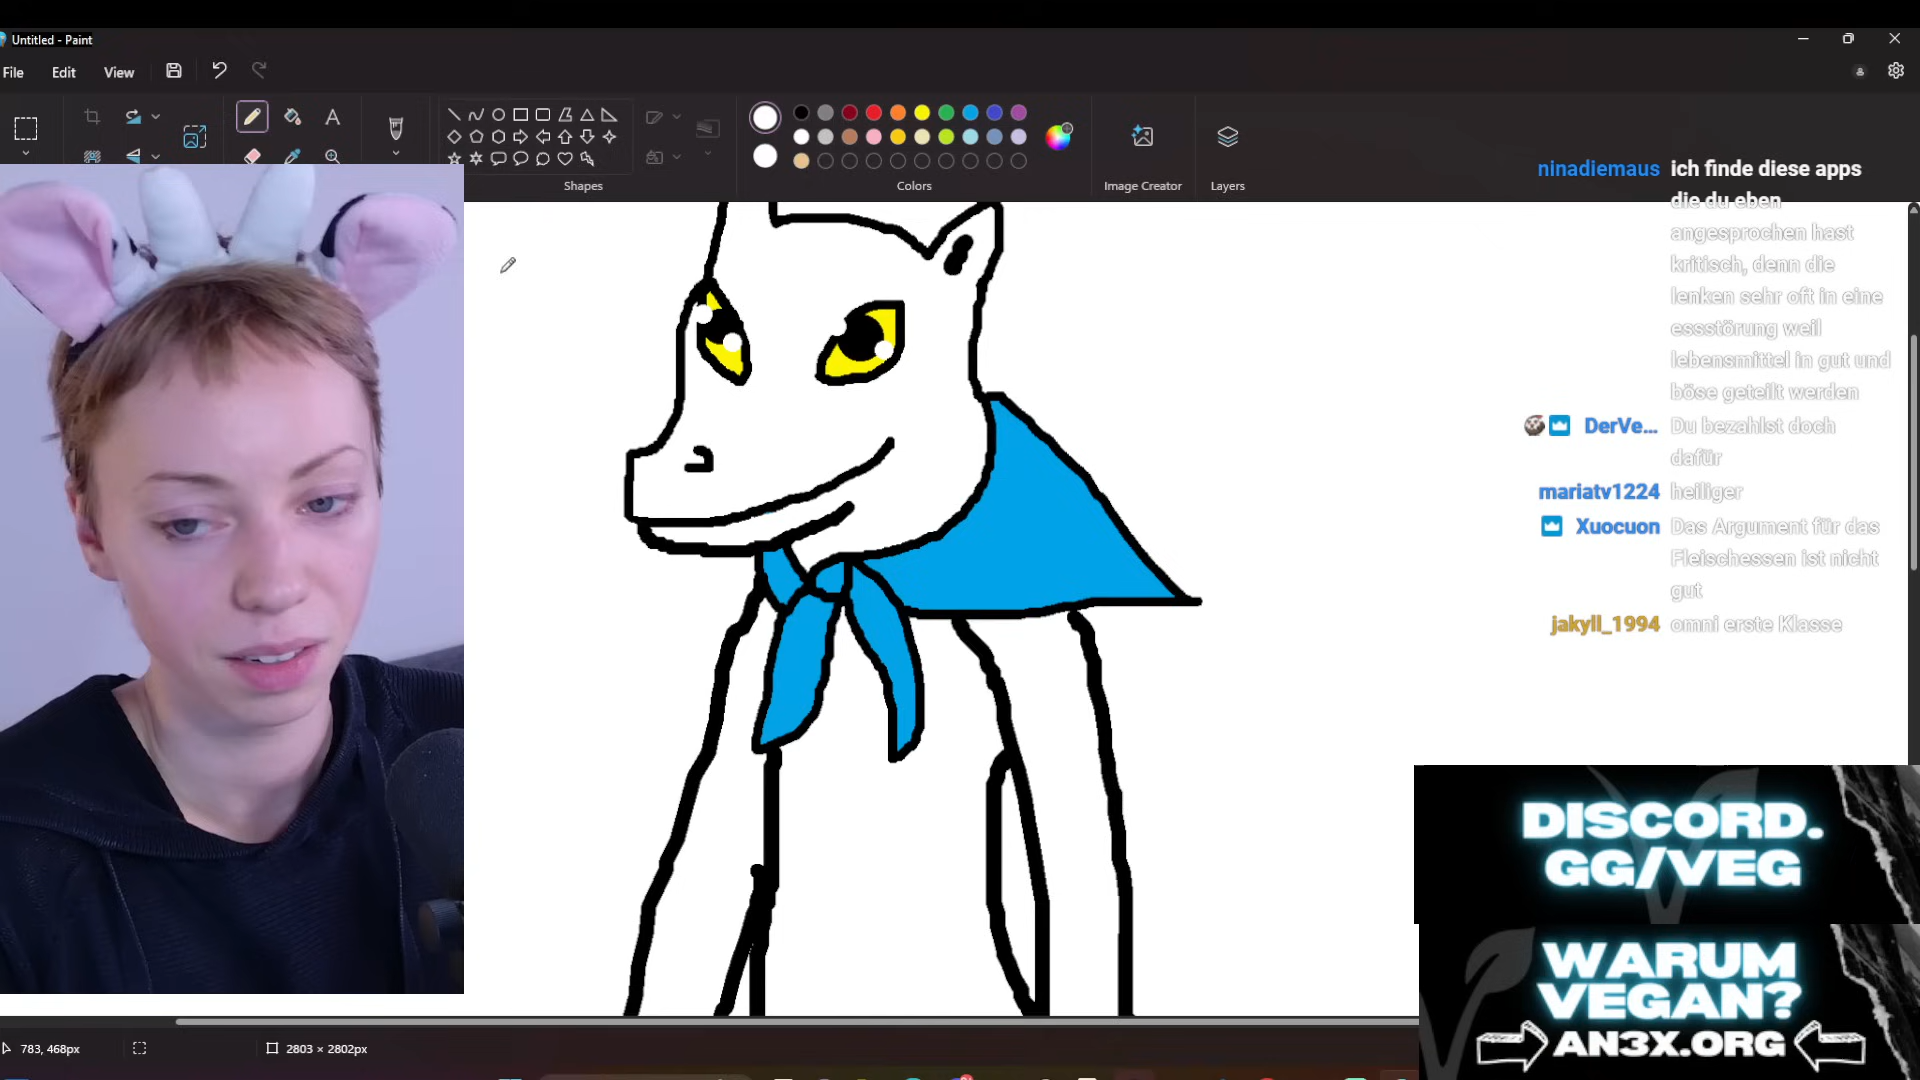 Untitled - Paint
File Edit View
Shapes
Colors
Image Creator
Layers
ninadiemaus ich finde diese apps
die du eben
angesprochen hast
kritisch, denn die
lenken sehr oft in eine
essstörung weil
lebensmittel in gut und
böse geteilt werden
DerVe... Du bezahlst doch
dafür
mariatv1224 heiliger
Xuocuon Das Argument für das
Fleischessen ist nicht
gut
jakyll_1994 omni erste Klasse
DISCORD.
GG/VEG
WARUM
VEGAN?
AN3X.ORG
783, 468px
2803 × 2802px